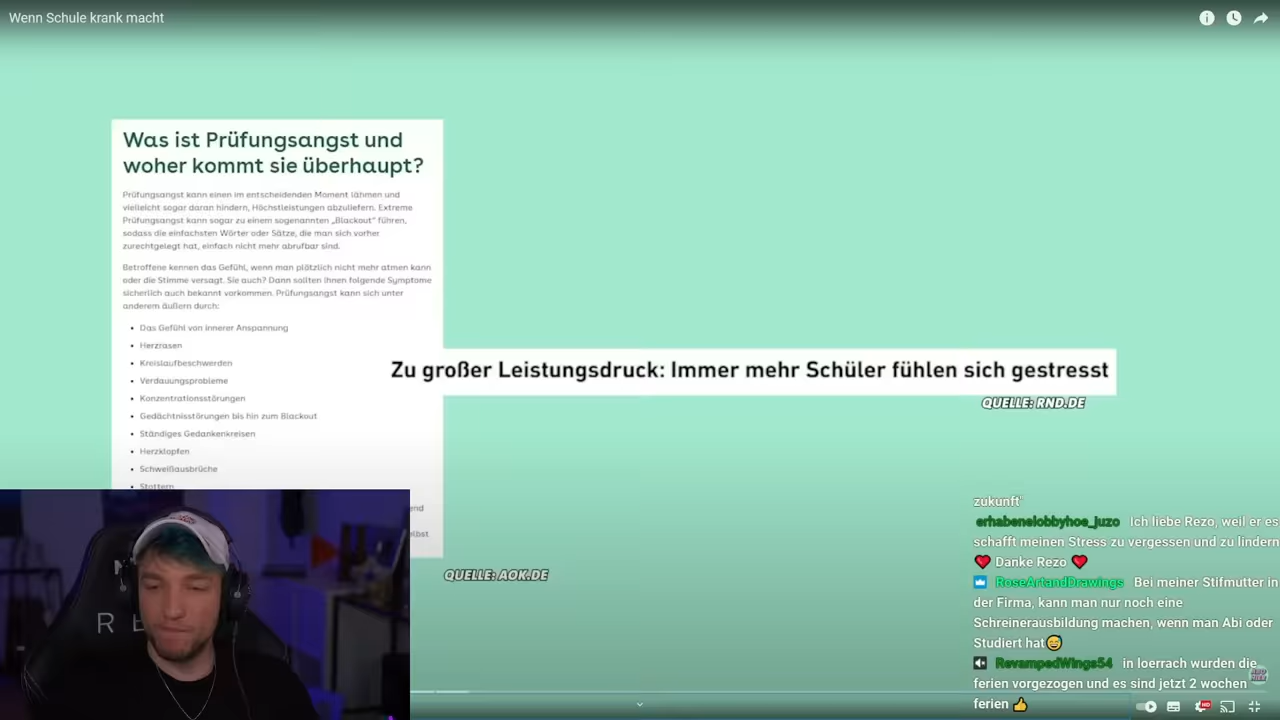 Wenn Schule krank macht
Was ist Prüfungsangst und
woher kommt sie überhaupt?
Prüfungsangst kann einen im entscheidenden Moment lähmen und
vielleicht sogar daran hindern, Höchstleistungen abzuliefern. Extreme
Prüfungsangst kann sogar zu einem sogenannten „Blackout“ führen,
sodass die einfachsten Wörter oder Sätze, die man sich vorher
zurechtgelegt hat, einfach nicht mehr abrufbar sind.
Betroffene kennen das Gefühl, wenn man plötzlich nicht mehr atmen kann
oder die Stimme versagt. Sie auch? Dann sollten ihnen folgende Symptome
sicherlich auch bekannt vorkommen. Prüfungsangst kann sich unter
anderem äußern durch:
• Das Gefühl von innerer Anspannung
• Herzrasen
• Kreislaufbeschwerden
• Verdauungsprobleme
• Konzentrationsstörungen
• Gedächtnisstörungen bis hin zum Blackout
• Ständiges Gedankenkreisen
• Herzklopfen
• Schweißausbrüche
• Stottern
end
elbst
QUELLE: AOK.DE
Zu großer Leistungsdruck: Immer mehr Schüler fühlen sich gestresst
QUELLE: RND.DE
zukunft"
erhabenelobbyhoe_juzo Ich liebe Rezo, weil er es
schafft meinen Stress zu vergessen und zu lindern
❤️ Danke Rezo ❤️
RoseArtandDrawings Bei meiner Stifmutter in
der Firma, kann man nur noch eine
Schreinerausbildung machen, wenn man Abi oder
Studiert hat😅
RevampedWings54 in loerrach wurden die
ferien vorgezogen und es sind jetzt 2 wochen
ferien 👍
HD